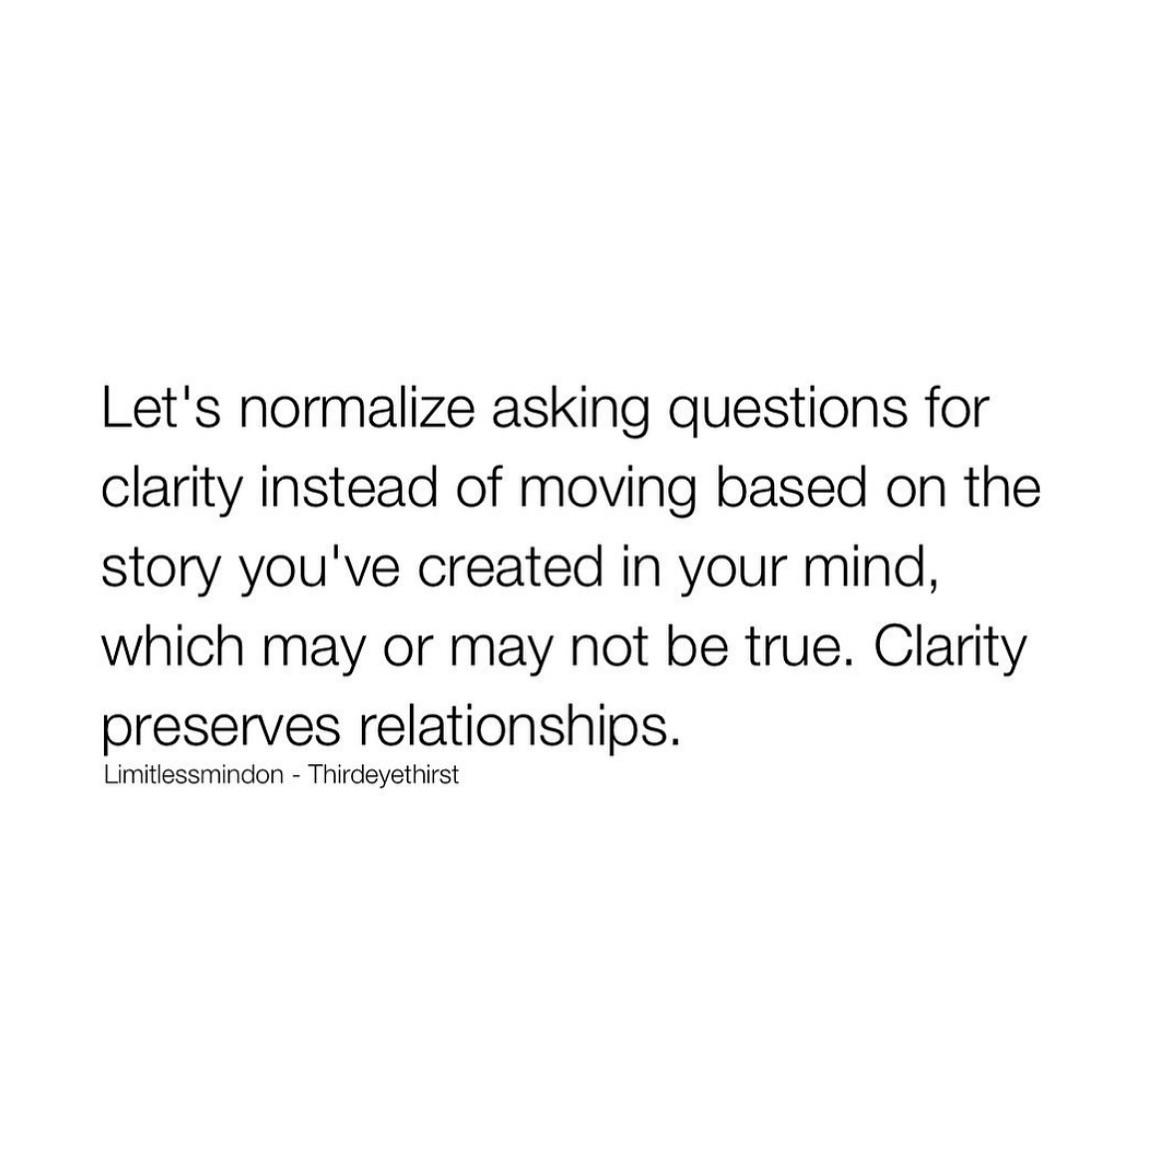 Let's normalize asking questions for
clarity instead of moving based on the
story you've created in your mind,
which may or may not be true. Clarity
preserves relationships.
Limitlessmindon - Thirdeyethirst